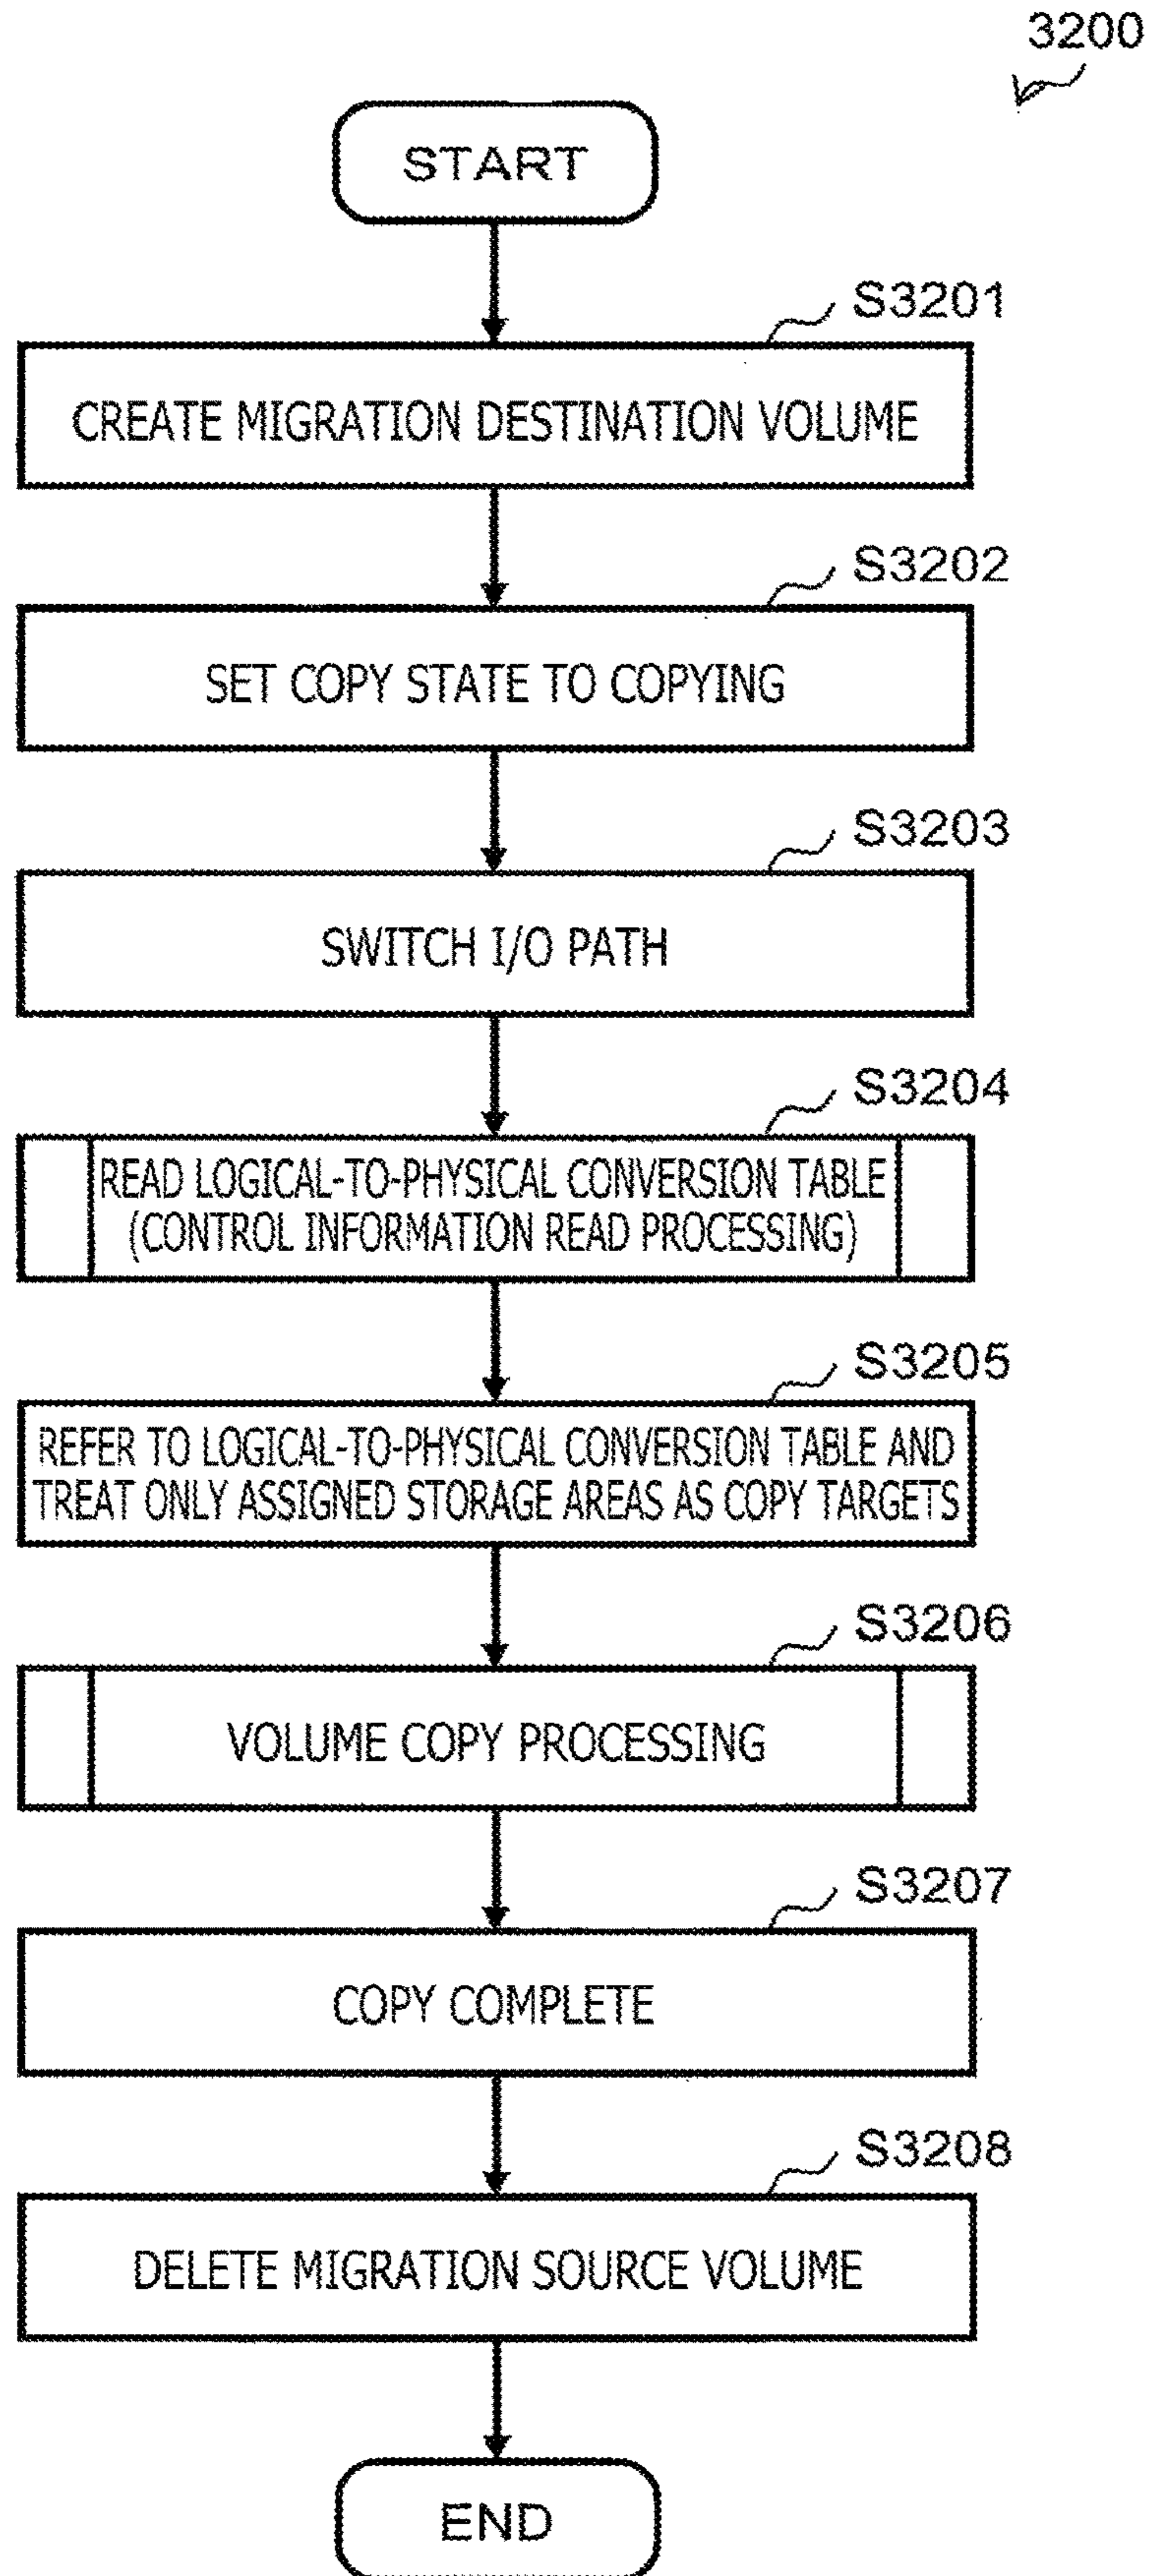 3200
START
S3201
CREATE MIGRATION DESTINATION VOLUME
S3202
SET COPY STATE TO COPYING
S3203
SWITCH I/O PATH
S3204
READ LOGICAL-TO-PHYSICAL CONVERSION TABLE
(CONTROL INFORMATION READ PROCESSING)
S3205
REFER TO LOGICAL-TO-PHYSICAL CONVERSION TABLE AND
TREAT ONLY ASSIGNED STORAGE AREAS AS COPY TARGETS
S3206
VOLUME COPY PROCESSING
S3207
COPY COMPLETE
S3208
DELETE MIGRATION SOURCE VOLUME
END